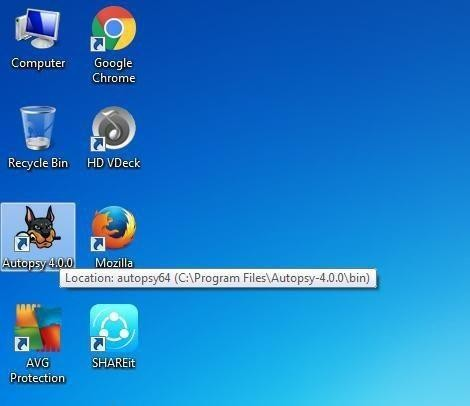 Computer
Google
Chrome
Recycle Bin
HD VDeck
Autopsy 4.0.0
Mozilla
Location: autopsy64 (C:\Program Files\Autopsy-4.0.0\bin)
AVG
Protection
SHAREit